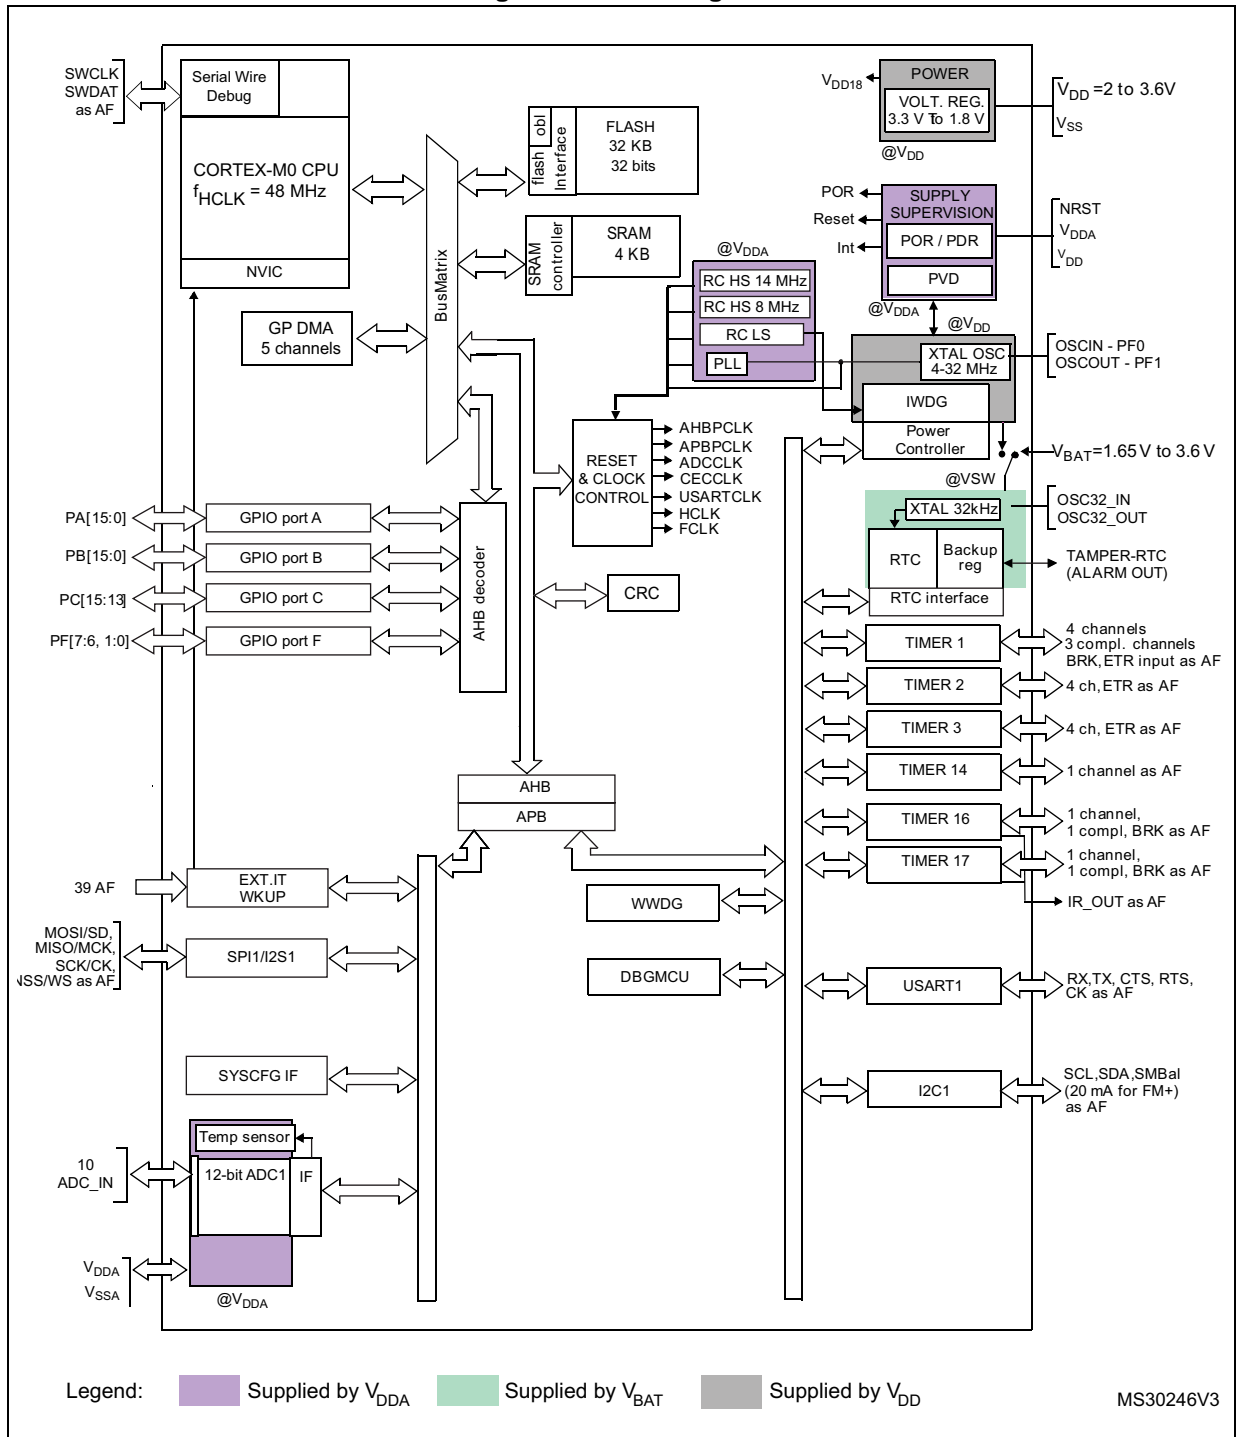 SWCLK
SWDAT
as AF
Serial Wire
Debug
CORTEX-M0 CPU
fHCLK = 48 MHz
NVIC
GP DMA
5 channels
BusMatrix
flash
obl
Interface
FLASH
32 KB
32 bits
SRAM
controller
SRAM
4 KB
VDD18
POWER
VOLT. REG.
3.3 V To 1.8 V
@VDD
VDD =2 to 3.6V
VSS
POR
Reset
Int
SUPPLY
SUPERVISION
POR / PDR
PVD
@VDDA
NRST
VDDA
VDD
@VDDA
RC HS 14 MHz
RC HS 8 MHz
RC LS
PLL
@VDD
XTAL OSC
4-32 MHz
IWDG
Power
Controller
OSCIN - PF0
OSCOUT - PF1
VBAT=1.65 V to 3.6 V
@VSW
RESET
& CLOCK
CONTROL
AHBPCLK
APBPCLK
ADCCLK
CECCLK
USARTCLK
HCLK
FCLK
XTAL 32kHz
RTC
Backup
reg
RTC interface
OSC32_IN
OSC32_OUT
TAMPER-RTC
(ALARM OUT)
PA[15:0]
GPIO port A
PB[15:0]
GPIO port B
PC[15:13]
GPIO port C
PF[7:6, 1:0]
GPIO port F
AHB decoder
CRC
TIMER 1
4 channels
3 compl. channels
BRK,ETR input as AF
TIMER 2
4 ch,ETR as AF
TIMER 3
4 ch, ETR as AF
TIMER 14
1 channel as AF
TIMER 16
1 channel,
1 compl, BRK as AF
TIMER 17
1 channel,
1 compl, BRK as AF
IR_OUT as AF
AHB
APB
39 AF
EXT.IT
WKUP
WWDG
MOSI/SD,
MISO/MCK,
SCK/CK,
NSS/WS as AF
SPI1/I2S1
DBGMCU
USART1
RX,TX, CTS, RTS,
CK as AF
SYSCFG IF
I2C1
SCL,SDA,SMBal
(20 mA for FM+)
as AF
Temp sensor
10
ADC_IN
12-bit ADC1
IF
VDDA
VSSA
@VDDA
Legend:
Supplied by VDDA
Supplied by VBAT
Supplied by VDD
MS30246V3